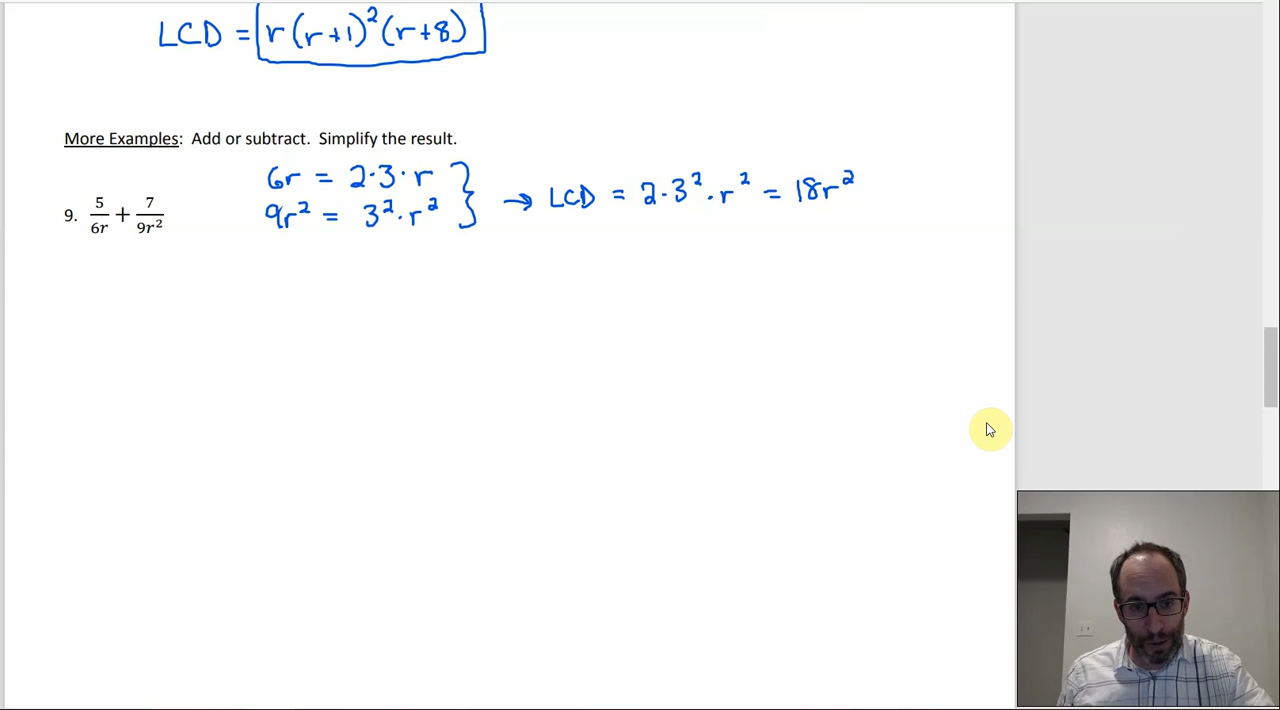 LCD = r(r+1)²(r+8)
More Examples: Add or subtract. Simplify the result.
6r = 2·3·r
9r² = 3²·r²
} → LCD = 2·3²·r² = 18r²
9. 5/6r + 7/9r²